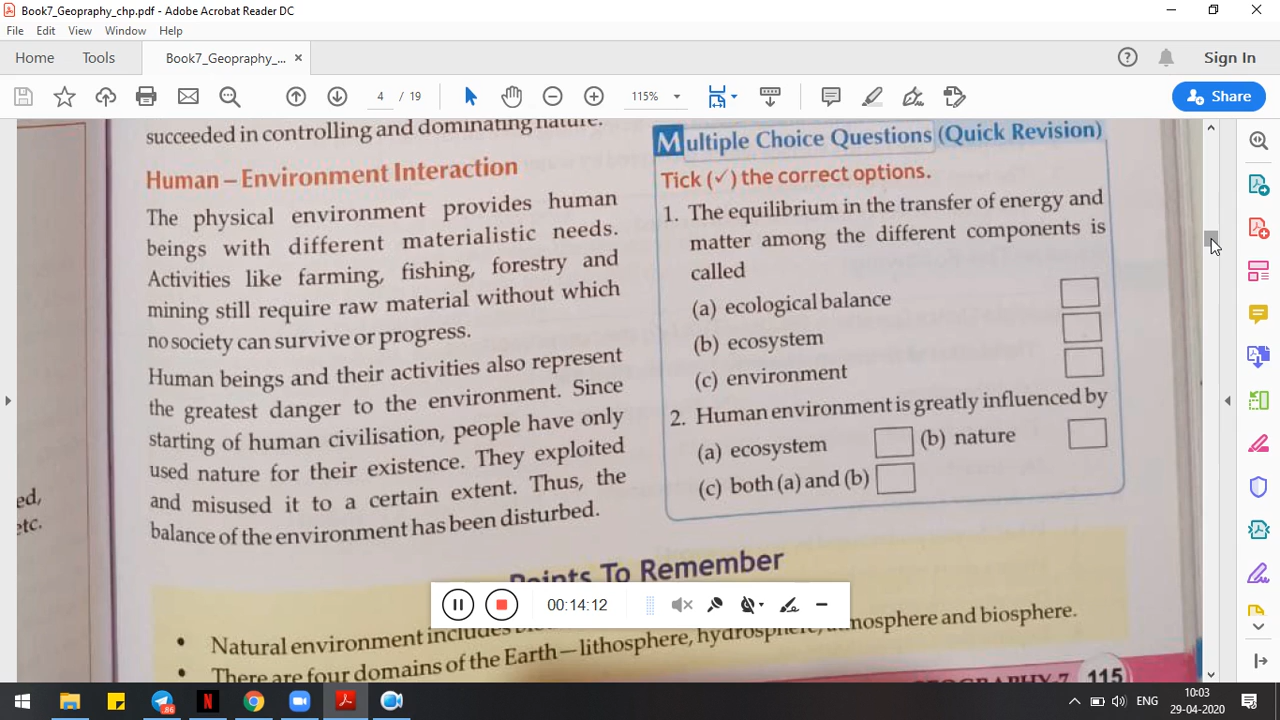 Book7_Geopraphy_chp.pdf - Adobe Acrobat Reader DC
File Edit View Window Help
Home Tools Book7_Geopraphy_... × Sign In
4 / 19 115% Share
succeeded in controlling and dominating nature.
Human – Environment Interaction
The physical environment provides human
beings with different materialistic needs.
Activities like farming, fishing, forestry and
mining still require raw material without which
no society can survive or progress.
Human beings and their activities also represent
the greatest danger to the environment. Since
starting of human civilisation, people have only
used nature for their existence. They exploited
and misused it to a certain extent. Thus, the
balance of the environment has been disturbed.
ed,
etc.
Multiple Choice Questions (Quick Revision)
Tick (✓) the correct options.
1. The equilibrium in the transfer of energy and
matter among the different components is
called
(a) ecological balance
(b) ecosystem
(c) environment
2. Human environment is greatly influenced by
(a) ecosystem (b) nature
(c) both (a) and (b)
Points To Remember
• Natural environment includes
• There are four domains of the Earth – lithosphere, hydrosphere, atmosphere and biosphere.
GEOGRAPHY-7 115
00:14:12
86
ENG
10:03
29-04-2020